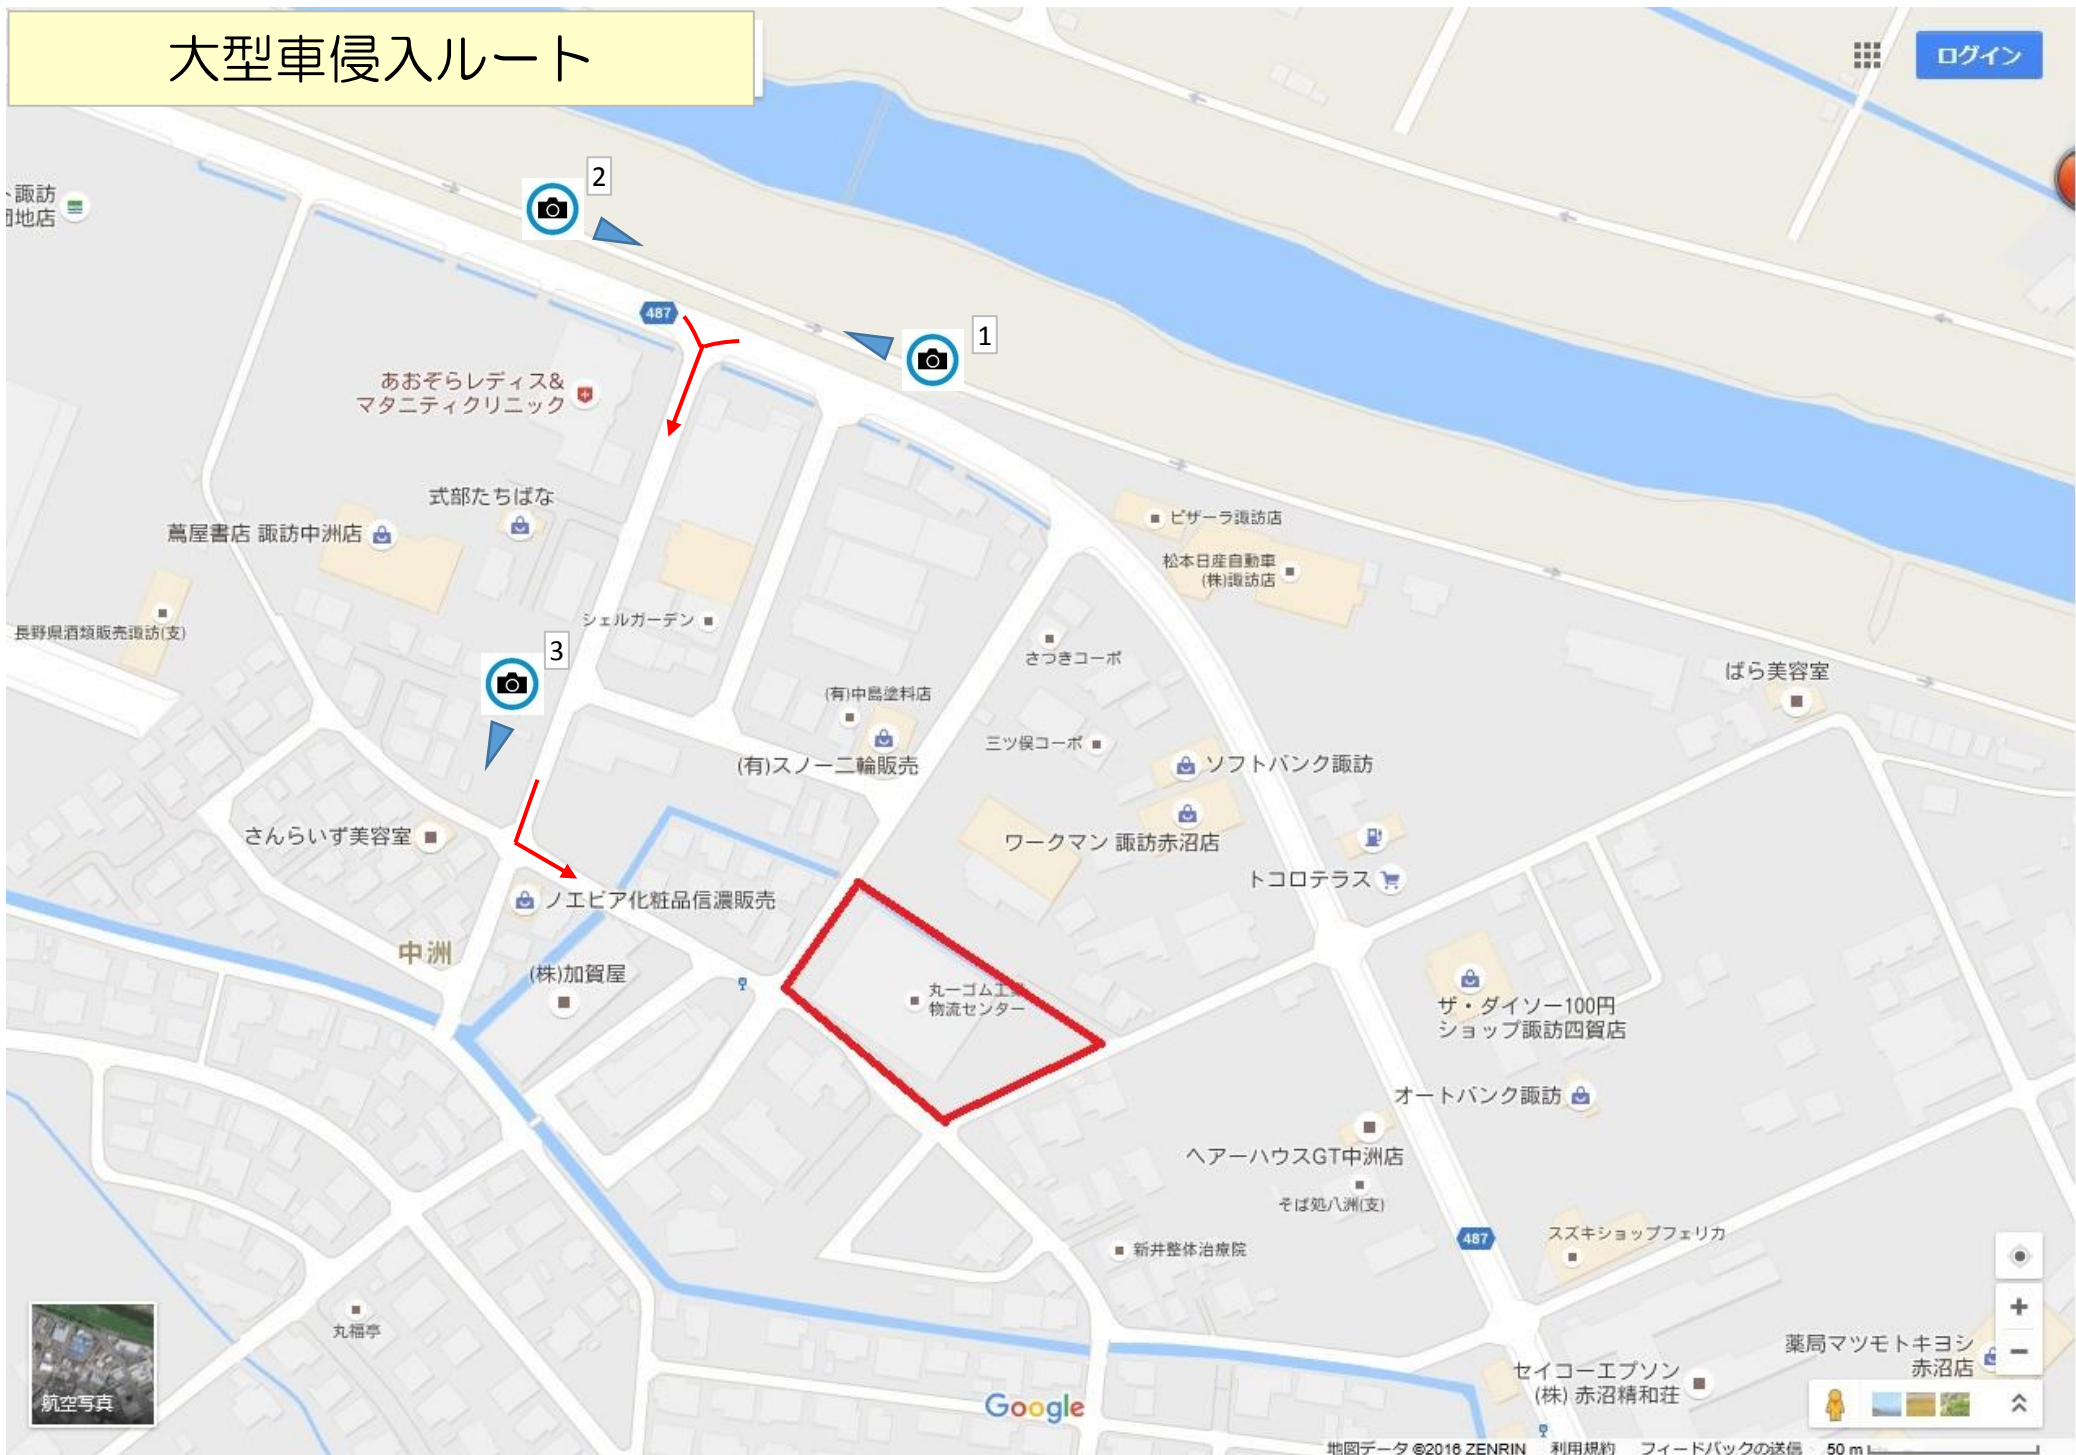 大型車侵入ルート
ログイン
ト諏訪
団地店
2
1
487
あおぞらレディス&
マタニティクリニック
式部たちばな
蔦屋書店 諏訪中洲店
ピザーラ諏訪店
松本日産自動車
(株)諏訪店
長野県酒類販売諏訪(支)
シェルガーデン
3
さつきコーポ
ばら美容室
(有)中島塗料店
三ツ俣コーポ
(有)スノー二輪販売
ソフトバンク諏訪
さんらいず美容室
ワークマン 諏訪赤沼店
トコロテラス
ノエビア化粧品信濃販売
中洲
(株)加賀屋
丸一ゴム工業
物流センター
ザ・ダイソー100円
ショップ諏訪四賀店
オートバンク諏訪
ヘアーハウスGT中洲店
そば処八洲(支)
487
スズキショップフェリカ
新井整体治療院
丸福亭
薬局マツモトキヨシ
赤沼店
セイコーエプソン
(株) 赤沼精和荘
航空写真
Google
地図データ ©2016 ZENRIN 利用規約 フィードバックの送信 50 m